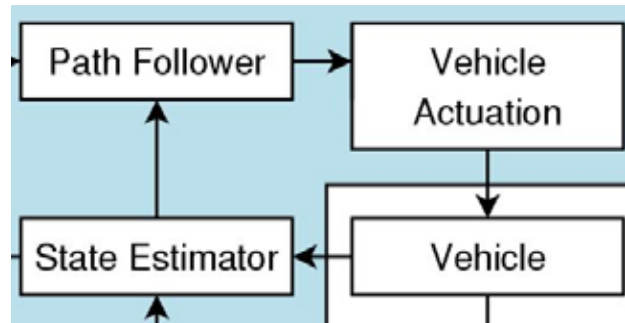 Path Follower
Vehicle
Actuation
State Estimator
Vehicle